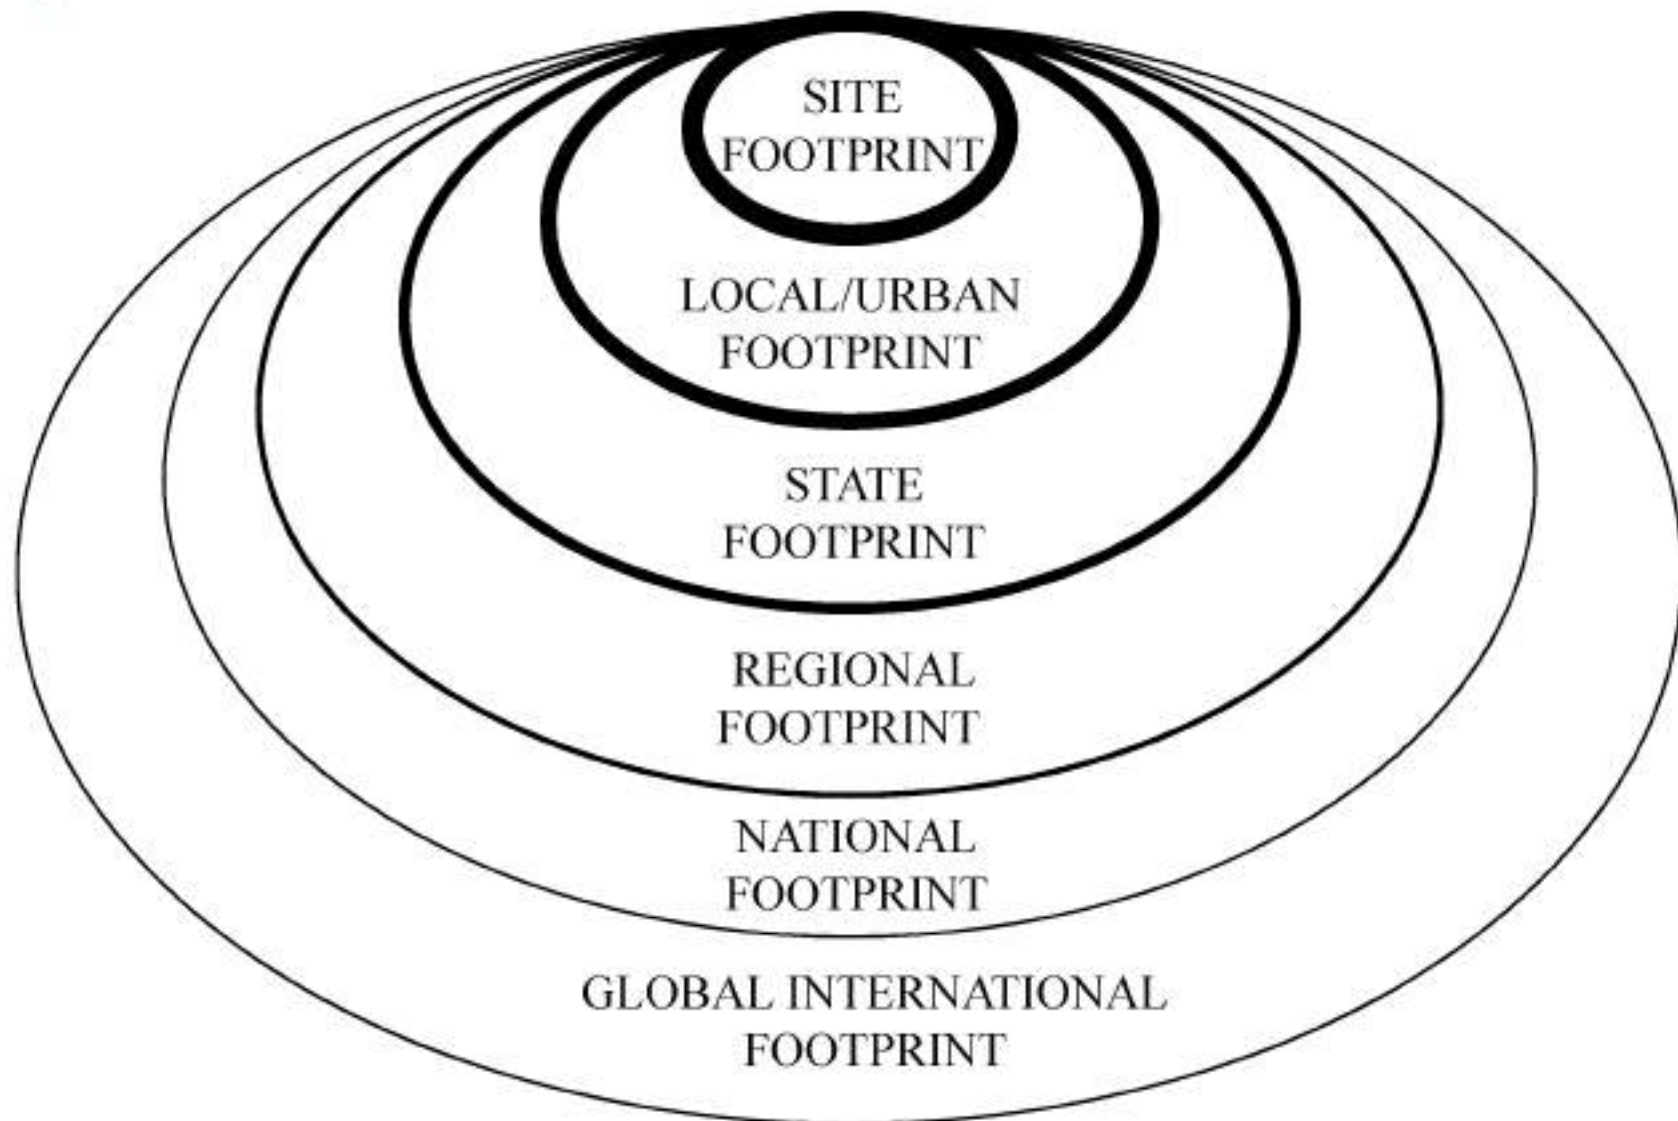 SITE
FOOTPRINT
LOCAL/URBAN
FOOTPRINT
STATE
FOOTPRINT
REGIONAL
FOOTPRINT
NATIONAL
FOOTPRINT
GLOBAL INTERNATIONAL
FOOTPRINT